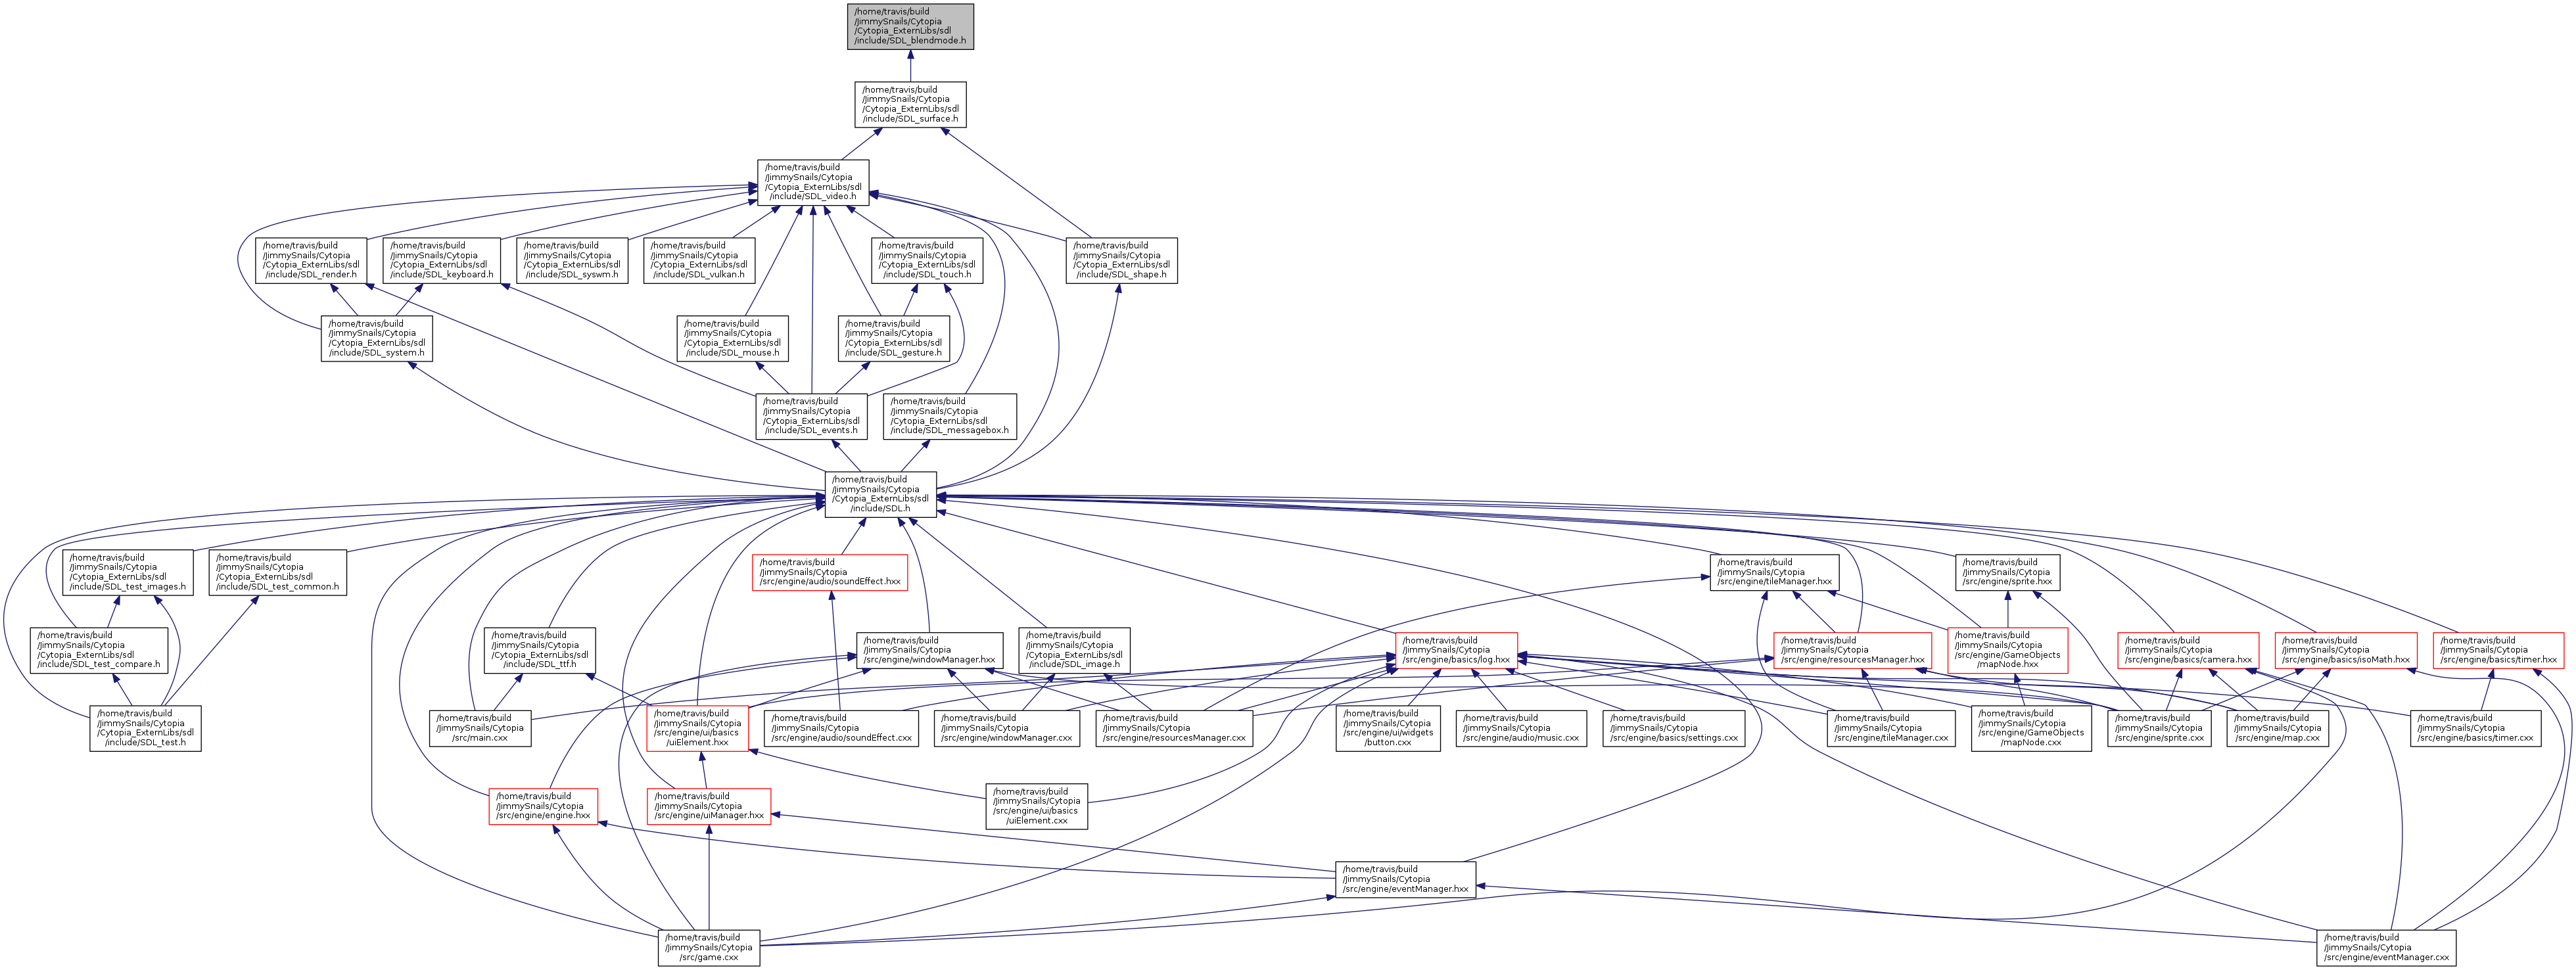 /home/travis/build
/JimmySnails/Cytopia
/Cytopia_ExternLibs/sdl
/include/SDL_blendmode.h
/home/travis/build
/JimmySnails/Cytopia
/Cytopia_ExternLibs/sdl
/include/SDL_surface.h
/home/travis/build
/JimmySnails/Cytopia
/Cytopia_ExternLibs/sdl
/include/SDL_video.h
/home/travis/build
/JimmySnails/Cytopia
/Cytopia_ExternLibs/sdl
/include/SDL_render.h
/home/travis/build
/JimmySnails/Cytopia
/Cytopia_ExternLibs/sdl
/include/SDL_keyboard.h
/home/travis/build
/JimmySnails/Cytopia
/Cytopia_ExternLibs/sdl
/include/SDL_syswm.h
/home/travis/build
/JimmySnails/Cytopia
/Cytopia_ExternLibs/sdl
/include/SDL_vulkan.h
/home/travis/build
/JimmySnails/Cytopia
/Cytopia_ExternLibs/sdl
/include/SDL_touch.h
/home/travis/build
/JimmySnails/Cytopia
/Cytopia_ExternLibs/sdl
/include/SDL_shape.h
/home/travis/build
/JimmySnails/Cytopia
/Cytopia_ExternLibs/sdl
/include/SDL_system.h
/home/travis/build
/JimmySnails/Cytopia
/Cytopia_ExternLibs/sdl
/include/SDL_mouse.h
/home/travis/build
/JimmySnails/Cytopia
/Cytopia_ExternLibs/sdl
/include/SDL_gesture.h
/home/travis/build
/JimmySnails/Cytopia
/Cytopia_ExternLibs/sdl
/include/SDL_events.h
/home/travis/build
/JimmySnails/Cytopia
/Cytopia_ExternLibs/sdl
/include/SDL_messagebox.h
/home/travis/build
/JimmySnails/Cytopia
/Cytopia_ExternLibs/sdl
/include/SDL.h
/home/travis/build
/JimmySnails/Cytopia
/Cytopia_ExternLibs/sdl
/include/SDL_test_images.h
/home/travis/build
/JimmySnails/Cytopia
/Cytopia_ExternLibs/sdl
/include/SDL_test_common.h
/home/travis/build
/JimmySnails/Cytopia
/src/engine/audio/soundEffect.hxx
/home/travis/build
/JimmySnails/Cytopia
/src/engine/tileManager.hxx
/home/travis/build
/JimmySnails/Cytopia
/src/engine/sprite.hxx
/home/travis/build
/JimmySnails/Cytopia
/Cytopia_ExternLibs/sdl
/include/SDL_test_compare.h
/home/travis/build
/JimmySnails/Cytopia
/Cytopia_ExternLibs/sdl
/include/SDL_ttf.h
/home/travis/build
/JimmySnails/Cytopia
/src/engine/windowManager.hxx
/home/travis/build
/JimmySnails/Cytopia
/Cytopia_ExternLibs/sdl
/include/SDL_image.h
/home/travis/build
/JimmySnails/Cytopia
/src/engine/basics/log.hxx
/home/travis/build
/JimmySnails/Cytopia
/src/engine/resourcesManager.hxx
/home/travis/build
/JimmySnails/Cytopia
/src/engine/GameObjects
/mapNode.hxx
/home/travis/build
/JimmySnails/Cytopia
/src/engine/basics/camera.hxx
/home/travis/build
/JimmySnails/Cytopia
/src/engine/basics/isoMath.hxx
/home/travis/build
/JimmySnails/Cytopia
/src/engine/basics/timer.hxx
/home/travis/build
/JimmySnails/Cytopia
/Cytopia_ExternLibs/sdl
/include/SDL_test.h
/home/travis/build
/JimmySnails/Cytopia
/src/main.cxx
/home/travis/build
/JimmySnails/Cytopia
/src/engine/ui/basics
/uiElement.hxx
/home/travis/build
/JimmySnails/Cytopia
/src/engine/audio/soundEffect.cxx
/home/travis/build
/JimmySnails/Cytopia
/src/engine/windowManager.cxx
/home/travis/build
/JimmySnails/Cytopia
/src/engine/resourcesManager.cxx
/home/travis/build
/JimmySnails/Cytopia
/src/engine/ui/widgets
/button.cxx
/home/travis/build
/JimmySnails/Cytopia
/src/engine/audio/music.cxx
/home/travis/build
/JimmySnails/Cytopia
/src/engine/basics/settings.cxx
/home/travis/build
/JimmySnails/Cytopia
/src/engine/tileManager.cxx
/home/travis/build
/JimmySnails/Cytopia
/src/engine/GameObjects
/mapNode.cxx
/home/travis/build
/JimmySnails/Cytopia
/src/engine/sprite.cxx
/home/travis/build
/JimmySnails/Cytopia
/src/engine/map.cxx
/home/travis/build
/JimmySnails/Cytopia
/src/engine/basics/timer.cxx
/home/travis/build
/JimmySnails/Cytopia
/src/engine/engine.hxx
/home/travis/build
/JimmySnails/Cytopia
/src/engine/uiManager.hxx
/home/travis/build
/JimmySnails/Cytopia
/src/engine/ui/basics
/uiElement.cxx
/home/travis/build
/JimmySnails/Cytopia
/src/engine/eventManager.hxx
/home/travis/build
/JimmySnails/Cytopia
/src/game.cxx
/home/travis/build
/JimmySnails/Cytopia
/src/engine/eventManager.cxx